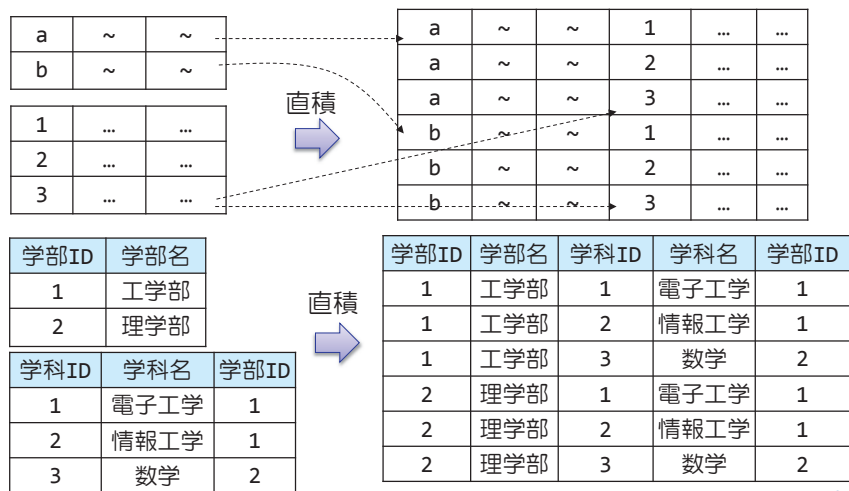 a ~ ~
b ~ ~
1 … …
2 … …
3 … …
直積
a ~ ~ 1 … …
a ~ ~ 2 … …
a ~ ~ 3 … …
b ~ ~ 1 … …
b ~ ~ 2 … …
b ~ ~ 3 … …
学部ID 学部名
1 工学部
2 理学部
学科ID 学科名 学部ID
1 電子工学 1
2 情報工学 1
3 数学 2
直積
学部ID 学部名 学科ID 学科名 学部ID
1 工学部 1 電子工学 1
1 工学部 2 情報工学 1
1 工学部 3 数学 2
2 理学部 1 電子工学 1
2 理学部 2 情報工学 1
2 理学部 3 数学 2